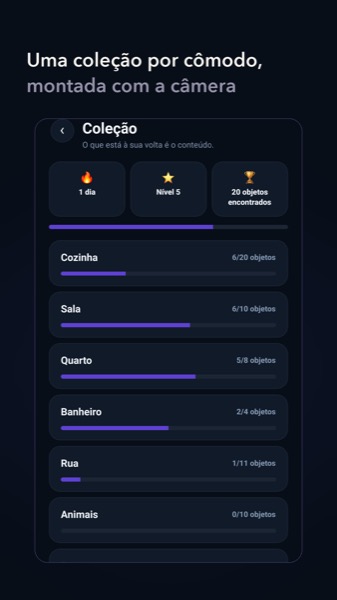 Uma coleção por cômodo,
montada com a câmera
Coleção
O que está à sua volta é o conteúdo.
1 dia
Nível 5
20 objetos
encontrados
Cozinha
6/20 objetos
Sala
6/10 objetos
Quarto
5/8 objetos
Banheiro
2/4 objetos
Rua
1/11 objetos
Animais
0/10 objetos